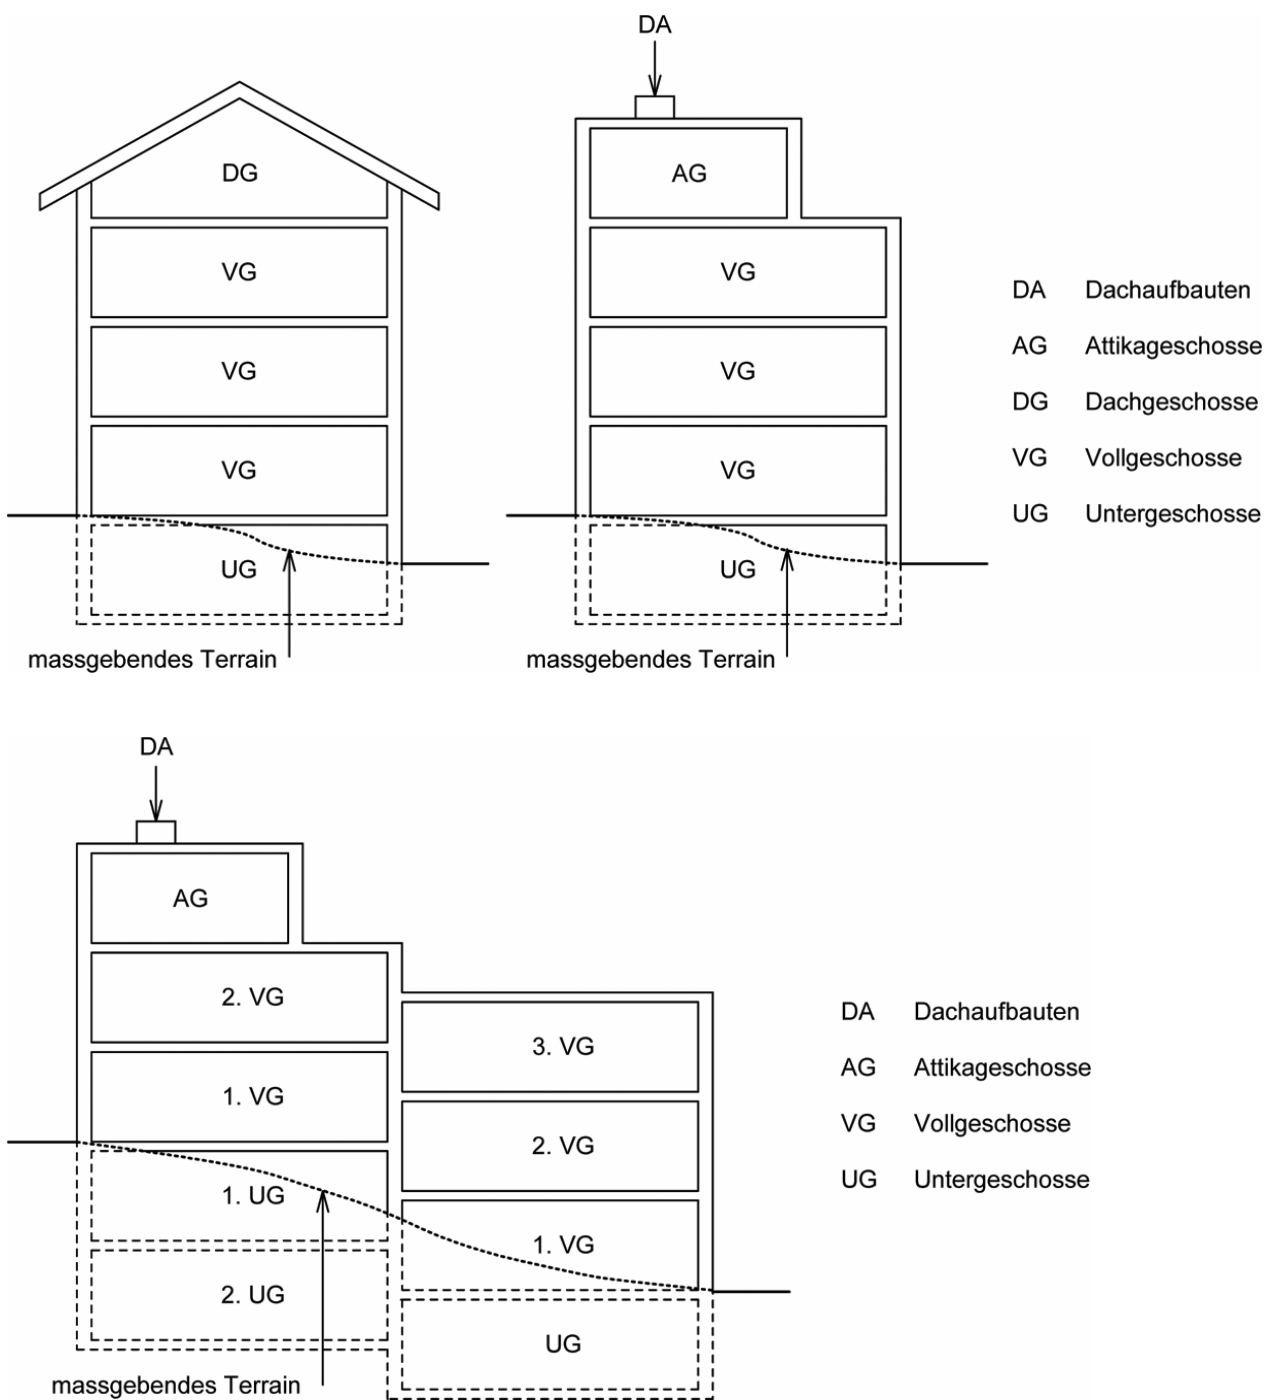 DA
DG
AG
VG
VG
VG
VG
VG
VG
UG
UG
massgebendes Terrain
massgebendes Terrain
DA Dachaufbauten
AG Attikageschosse
DG Dachgeschosse
VG Vollgeschosse
UG Untergeschosse
DA
AG
2. VG
1. VG
1. UG
2. UG
3. VG
2. VG
1. VG
UG
massgebendes Terrain
DA Dachaufbauten
AG Attikageschosse
VG Vollgeschosse
UG Untergeschosse